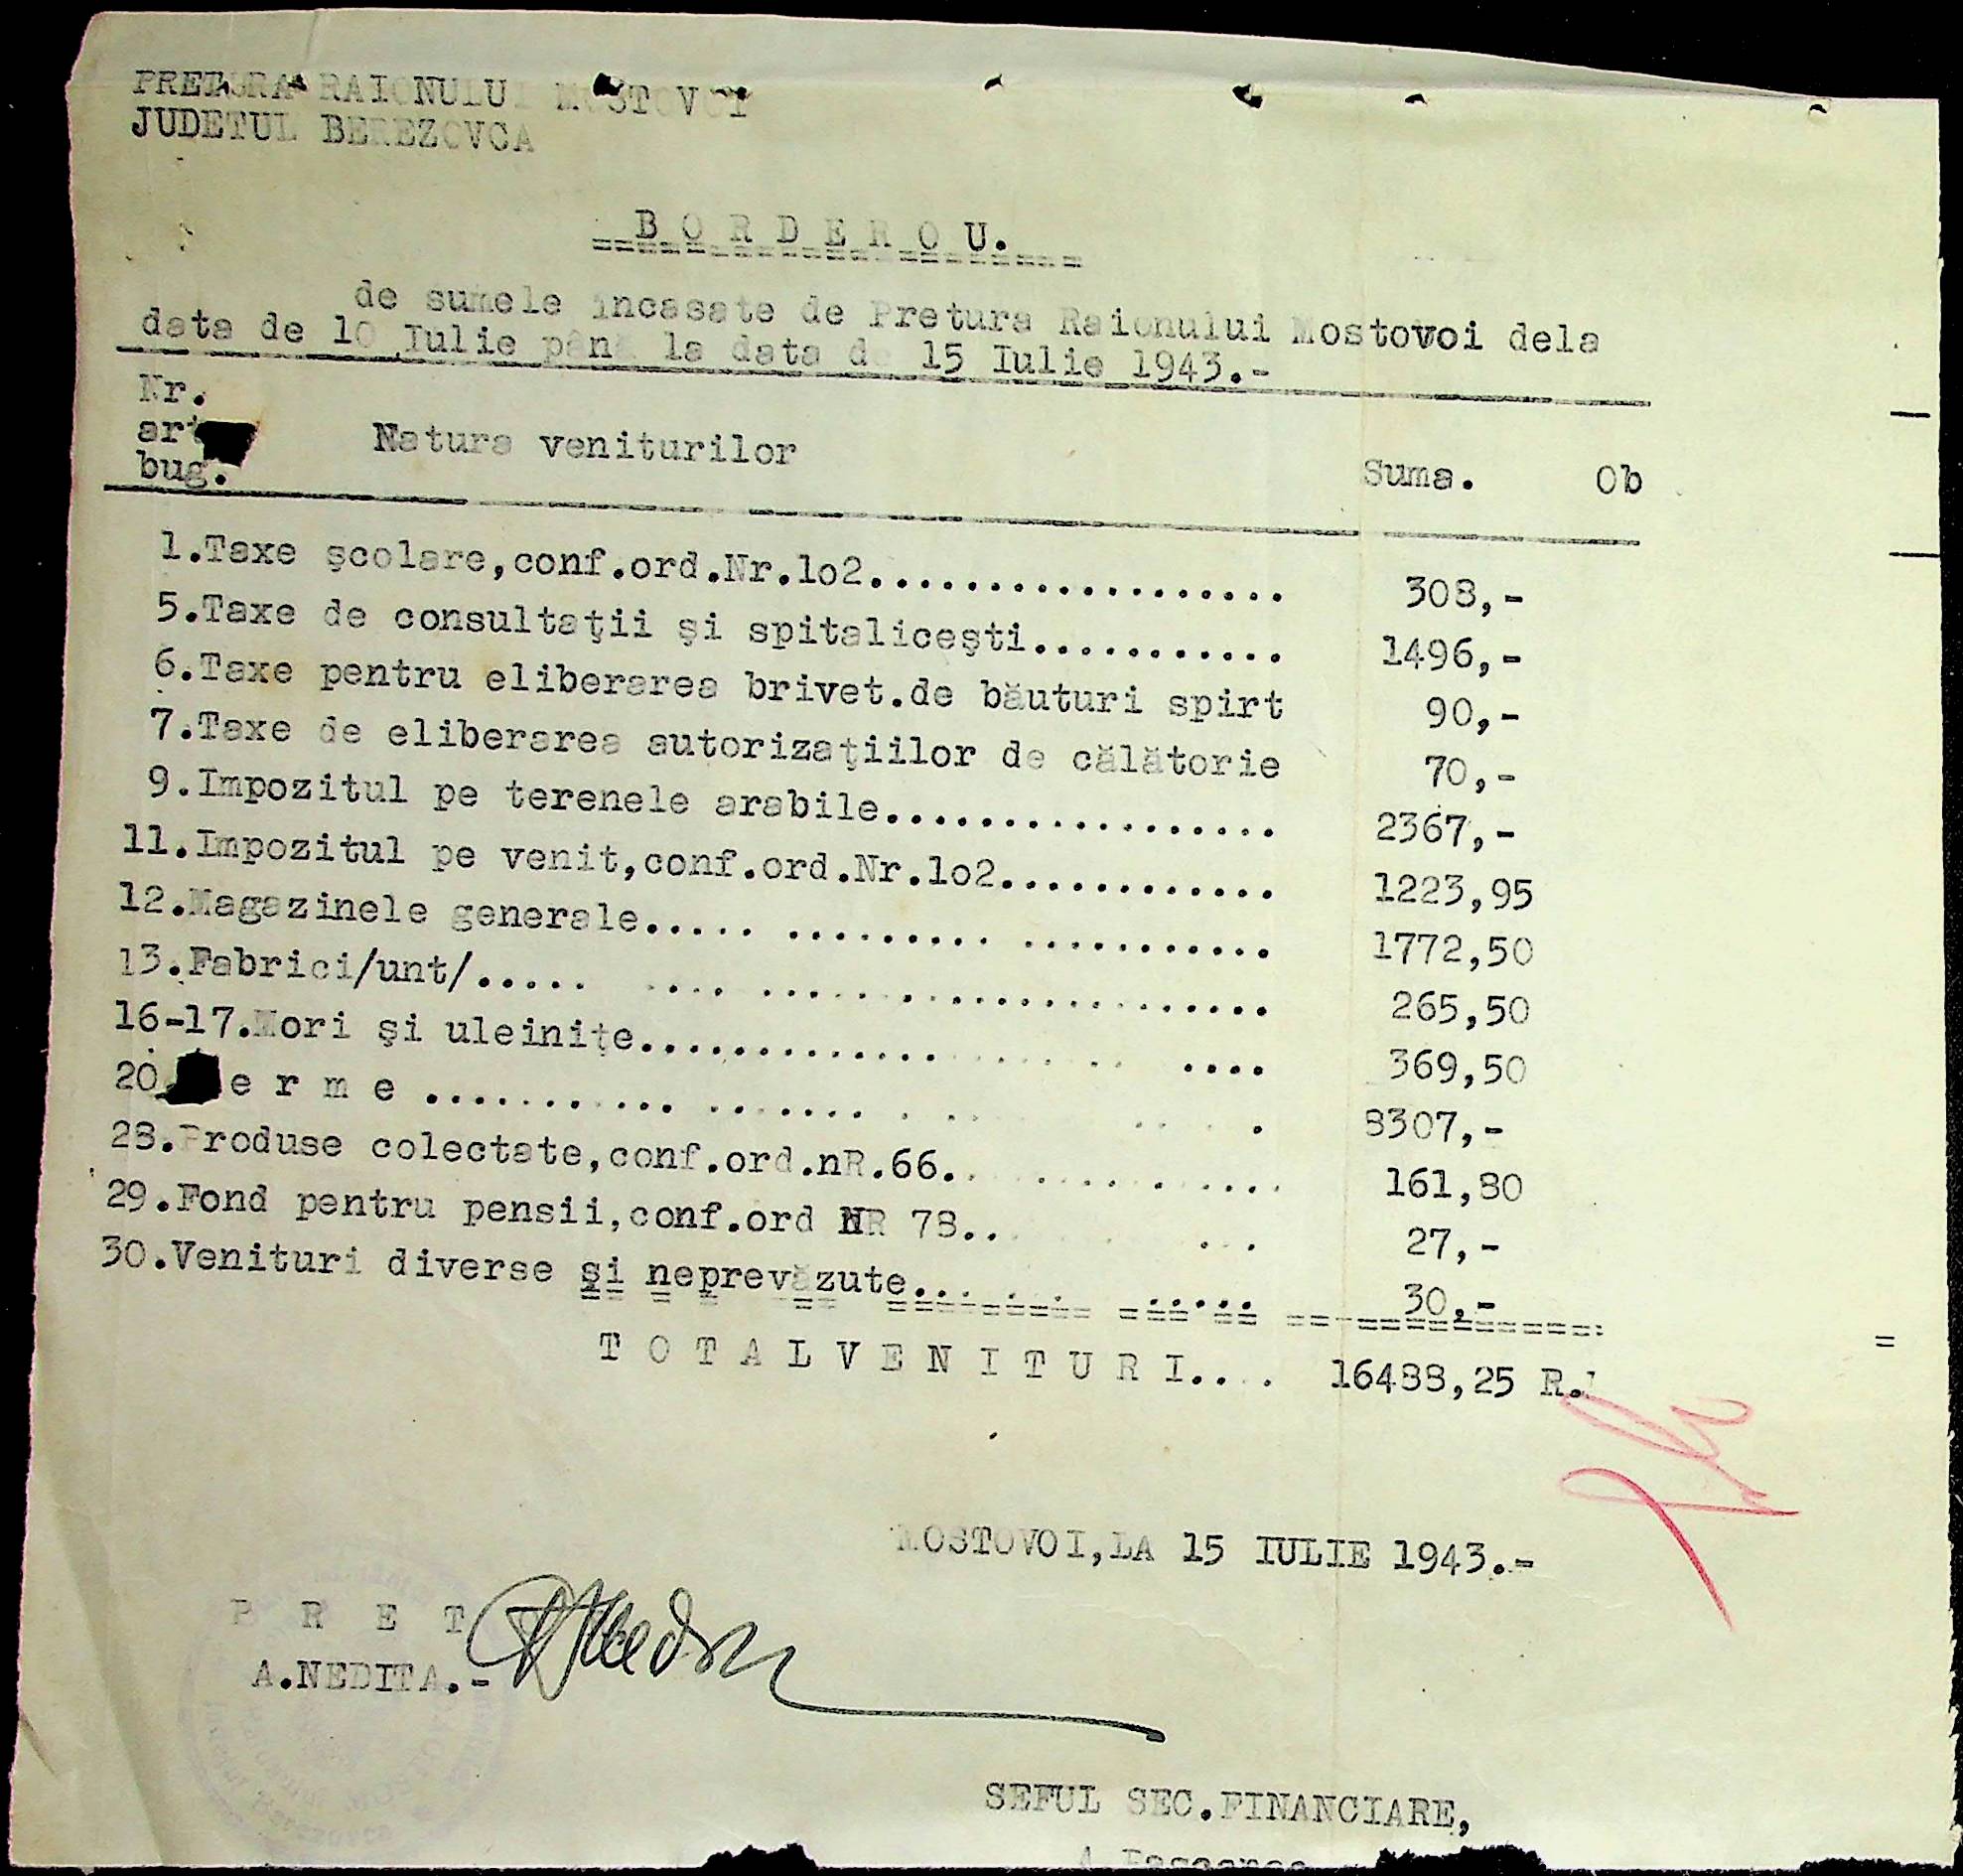 PRETURA RAIONULUI MOSTOVOI
JUDETUL BEREZOVCA
B O R D E R O U.
de sumele incasate de Pretura Raionului Mostovoi dela
data de 10 Iulie până la data de 15 Iulie 1943.-
Nr.
art
bug.
Natura veniturilor
Suma.
Ob
1.Taxe şcolare,conf.ord.Nr.1o2.................. 308,-
5.Taxe de consultaţii şi spitaliceşti........... 1496,-
6.Taxe pentru eliberarea brivet.de băuturi spirt 90,-
7.Taxe de eliberarea autorizaţiilor de călătorie 70,-
9.Impozitul pe terenele arabile................. 2367,-
11.Impozitul pe venit,conf.ord.Nr.1o2............ 1223,95
12.Magazinele generale..... ......... ........... 1772,50
13.Fabrici/unt/..... .... ...................... 265,50
16-17.Mori şi uleiniţe..................... .... 369,50
20 e r m e ........... ....... . .. .. . . 8307,-
28.Produse colectate,conf.ord.nR.66.. ........... 161,80
29.Fond pentru pensii,conf.ord NR 78... ... 27,-
30.Venituri diverse şi neprevăzute... . . ..... 30,-
T O T A L V E N I T U R I.... 16488,25 R.
MOSTOVOI,LA 15 IULIE 1943.-
P R E T
A.NEDITA.-
SEFUL SEC.FINANCIARE,